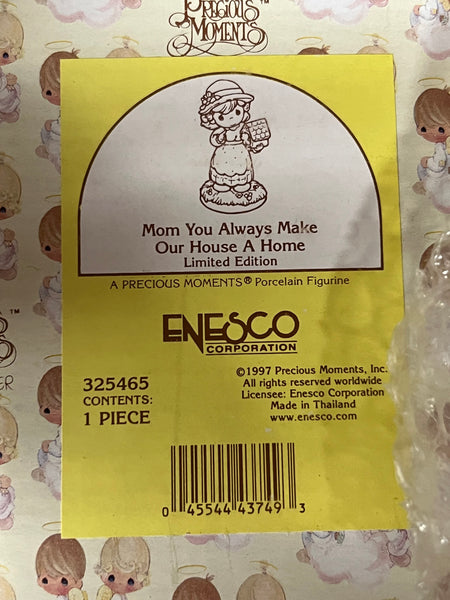 PRECIOUS
MOMENTS™
Mom You Always Make
Our House A Home
Limited Edition
A PRECIOUS MOMENTS® Porcelain Figurine
ENESCO
CORPORATION
325465
CONTENTS:
1 PIECE
©1997 Precious Moments, Inc.
All rights reserved worldwide
Licensee: Enesco Corporation
Made in Thailand
www.enesco.com
0 45544 43749 3